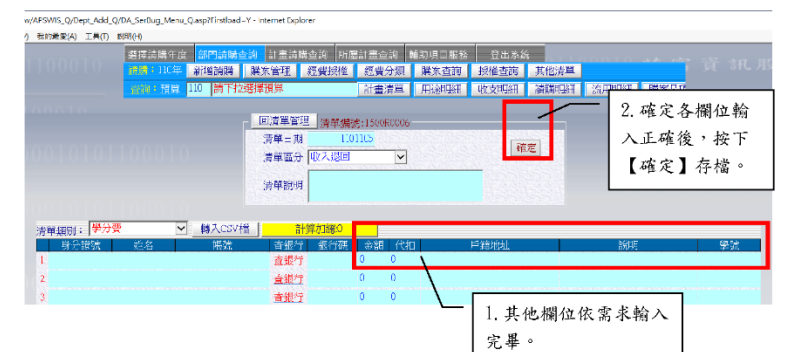 w/APSWIS_Q/Dept_Add_Q/DA_SerBug_Menu_Q.asp?Firstload=Y - Internet Explorer
我的最愛(A) 工具(T) 說明(H)
選擇請購年度 部門請購查詢 計畫請購查詢 所屬計畫查詢 輔助項目服務 登出系統
請購：110年 新增請購 購案管理 經費授權 經費分類 購案查詢 授權查詢 其他清單
查詢：預算 110 請下拉選擇預算 計畫清單 用途明細 收支明細 請購明細 流用明細
回清單管理 清單編號:1500R0006
清單日期 1101105
清單區分 收入繳回
確定
清單說明
2.確定各欄位輸
入正確後，按下
【確定】存檔。
清單類別：學分費 轉入CSV檔 計算加總:0
身分證號 姓名 帳號 查銀行 銀行碼 金額 代扣 戶籍地址 說明 學號
1 查銀行 0 0
2 查銀行 0 0
3 查銀行 0 0
1.其他欄位依需求輸入
完畢。